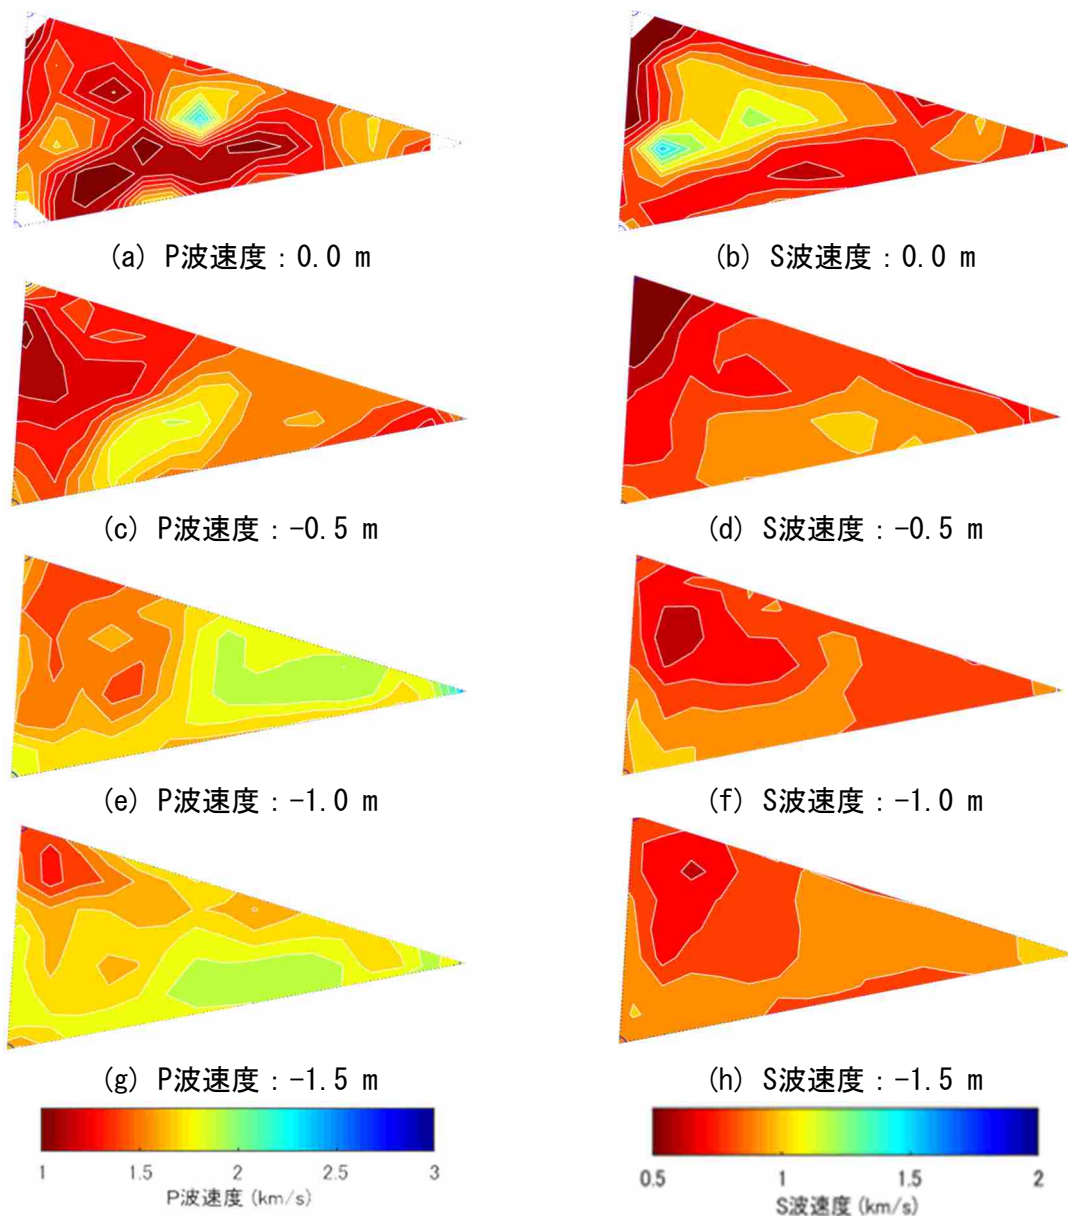 (a) P波速度：0.0 m
(b) S波速度：0.0 m
(c) P波速度：-0.5 m
(d) S波速度：-0.5 m
(e) P波速度：-1.0 m
(f) S波速度：-1.0 m
(g) P波速度：-1.5 m
(h) S波速度：-1.5 m
1 1.5 2 2.5 3
P波速度 (km/s)
0.5 1 1.5 2
S波速度 (km/s)